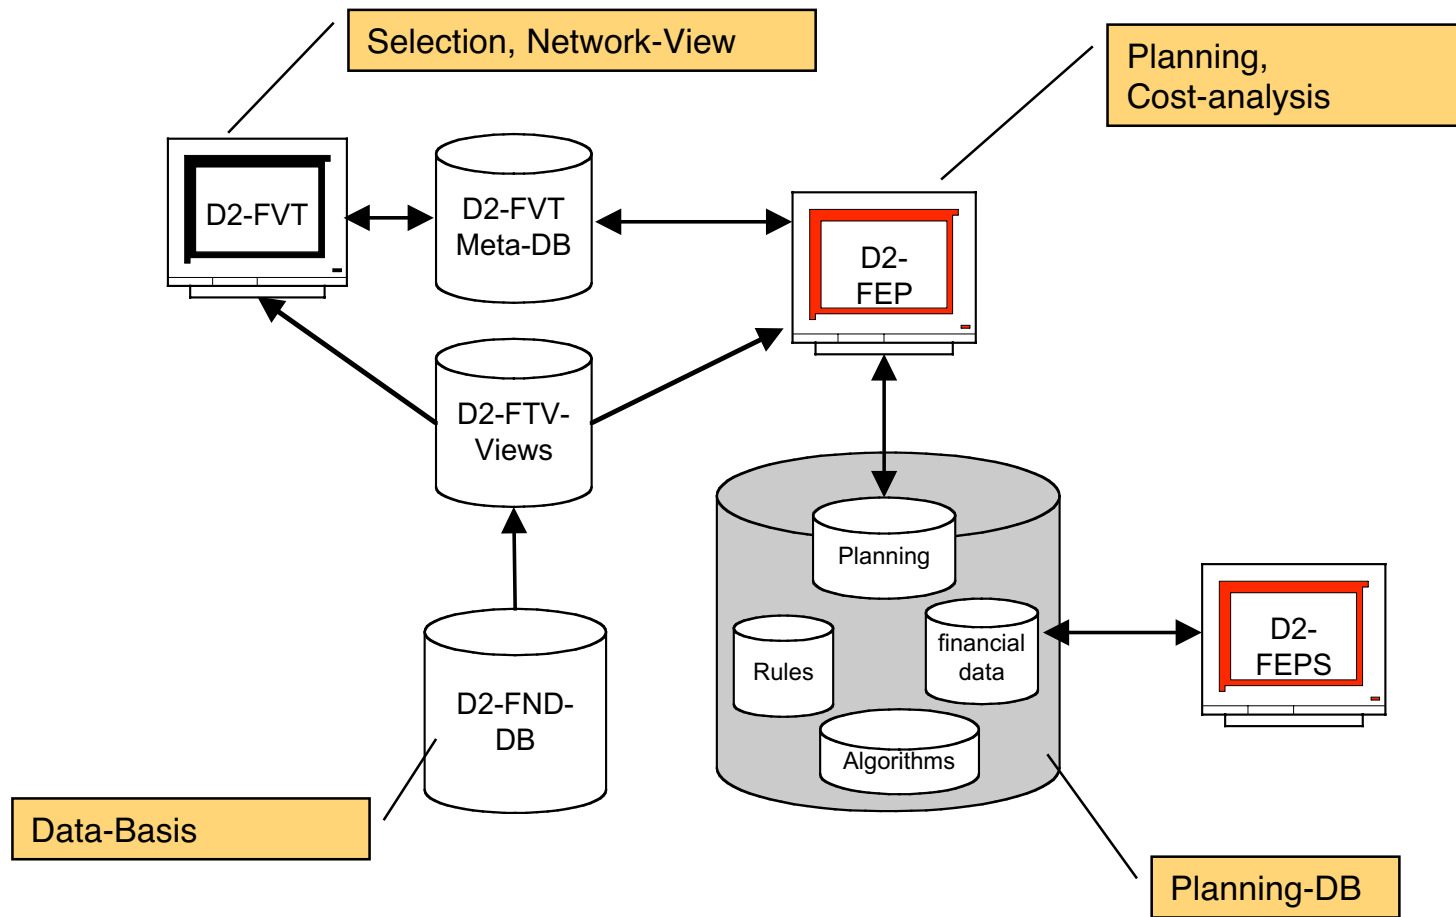 Selection, Network-View
Planning,
Cost-analysis
D2-FVT
D2-FVT
Meta-DB
D2-
FEP
D2-FTV-
Views
Planning
Rules
financial
data
Algorithms
D2-
FEPS
D2-FND-
DB
Data-Basis
Planning-DB